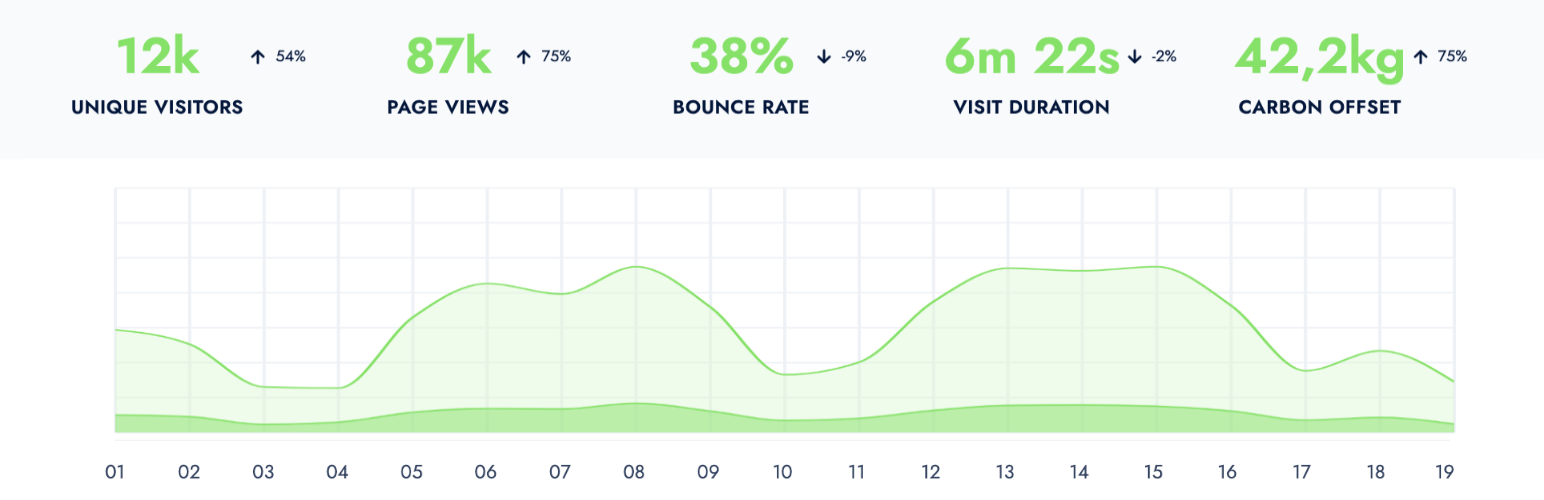 12k ↑ 54% 87k ↑ 75% 38% ↓ -9% 6m 22s ↓ -2% 42,2kg ↑ 75%
UNIQUE VISITORS PAGE VIEWS BOUNCE RATE VISIT DURATION CARBON OFFSET
01 02 03 04 05 06 07 08 09 10 11 12 13 14 15 16 17 18 19